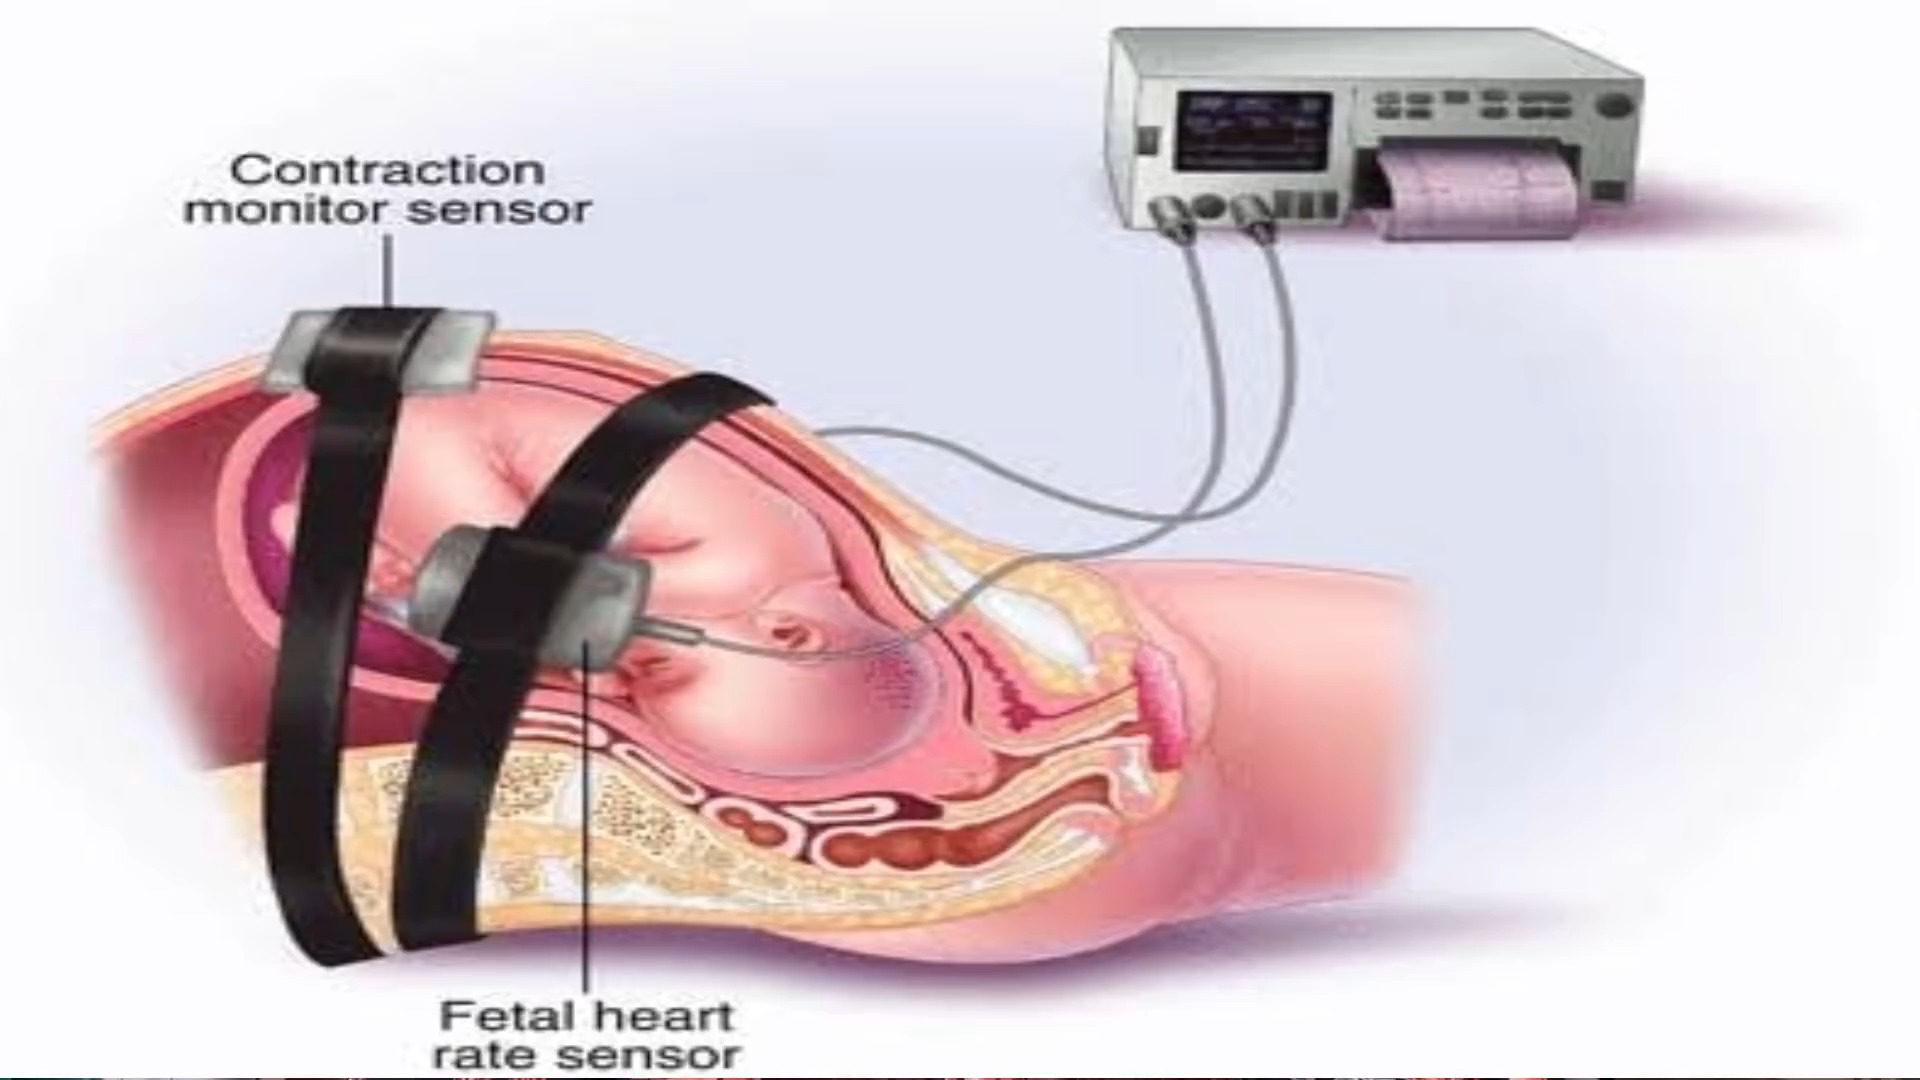 Contraction
monitor sensor
Fetal heart
rate sensor